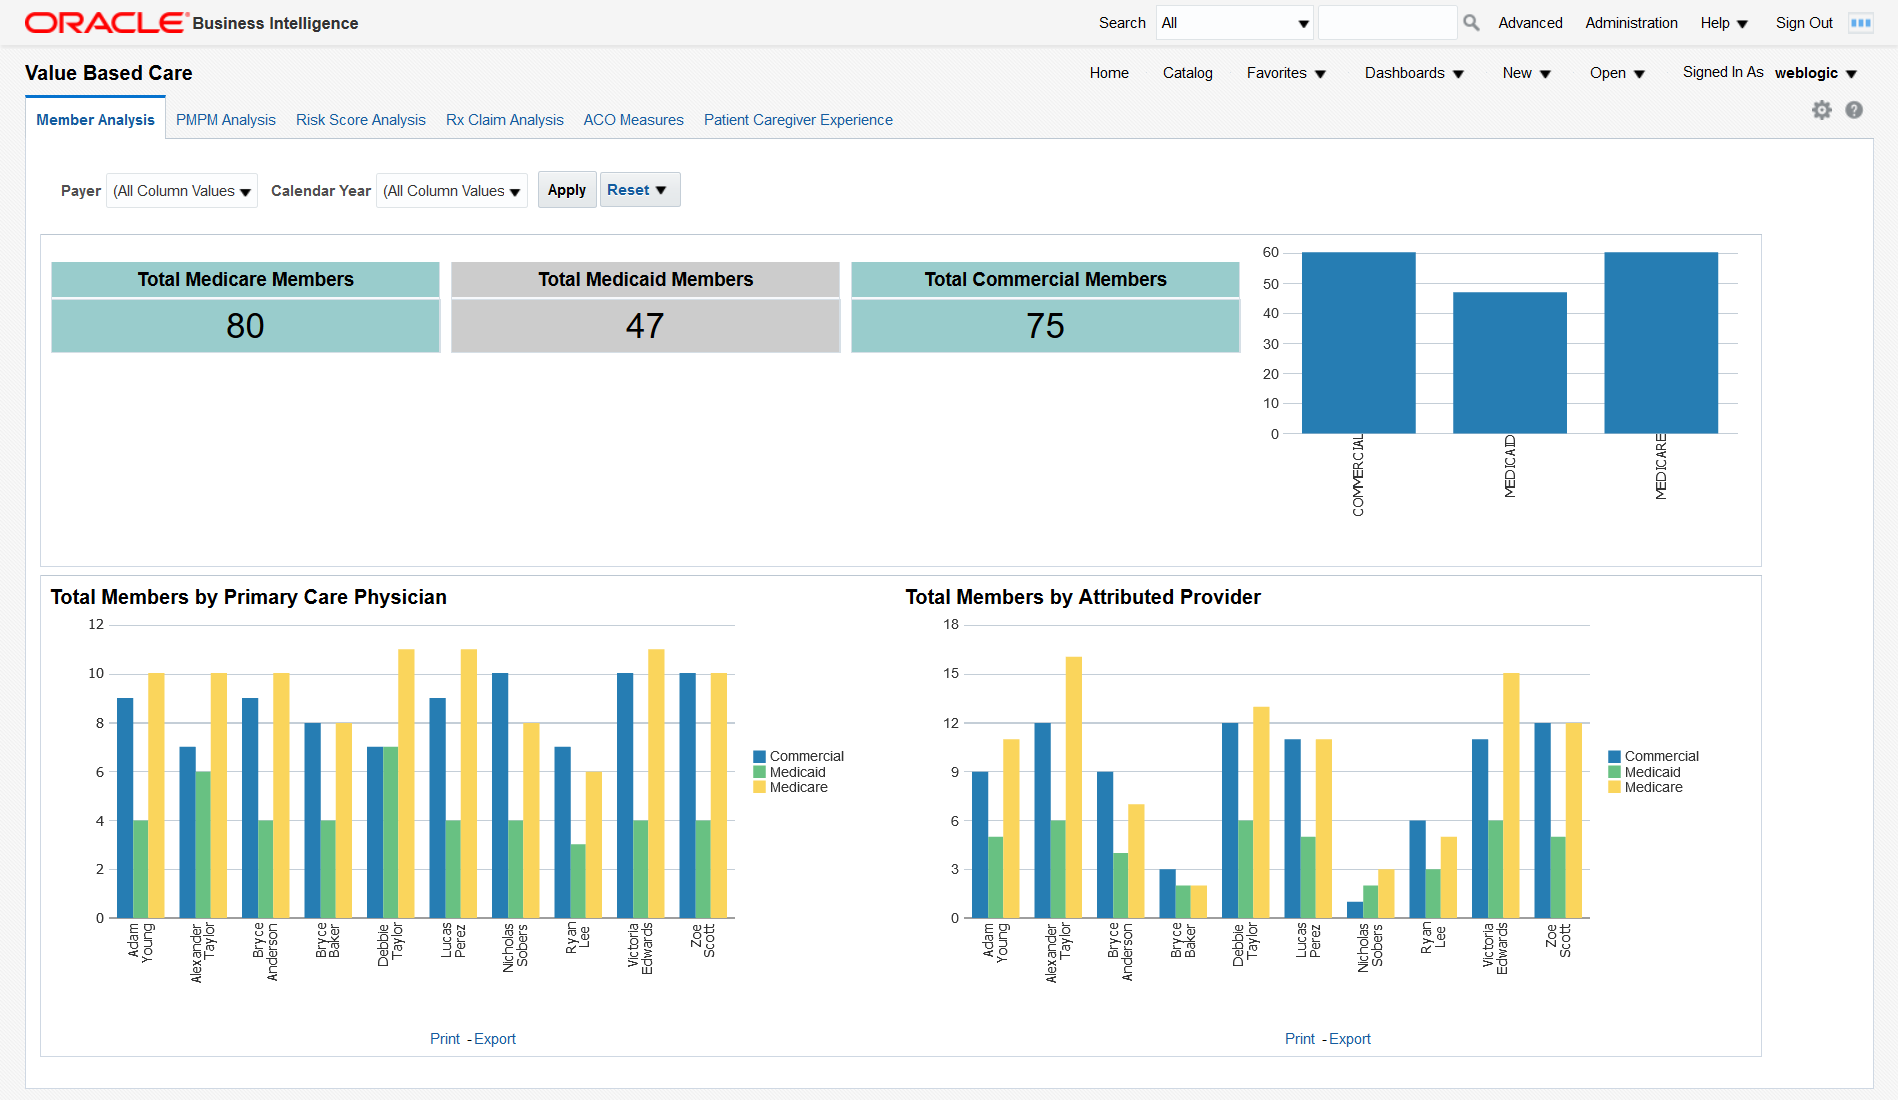 ORACLE Business Intelligence
Search All Advanced Administration Help Sign Out
Value Based Care
Home Catalog Favorites Dashboards New Open Signed In As weblogic
Member Analysis PMPM Analysis Risk Score Analysis Rx Claim Analysis ACO Measures Patient Caregiver Experience
Payer (All Column Values Calendar Year (All Column Values Apply Reset
Total Medicare Members
80
Total Medicaid Members
47
Total Commercial Members
75
60
50
40
30
20
10
0
COMMERCIAL
MEDICAID
MEDICARE
Total Members by Primary Care Physician
12
10
8
6
4
2
0
Adam
Young
Alexander
Taylor
Bryce
Anderson
Bryce
Baker
Debbie
Taylor
Lucas
Perez
Nicholas
Sobers
Ryan
Lee
Victoria
Edwards
Zoe
Scott
Commercial
Medicaid
Medicare
Print - Export
Total Members by Attributed Provider
18
15
12
9
6
3
0
Adam
Young
Alexander
Taylor
Bryce
Anderson
Bryce
Baker
Debbie
Taylor
Lucas
Perez
Nicholas
Sobers
Ryan
Lee
Victoria
Edwards
Zoe
Scott
Commercial
Medicaid
Medicare
Print - Export